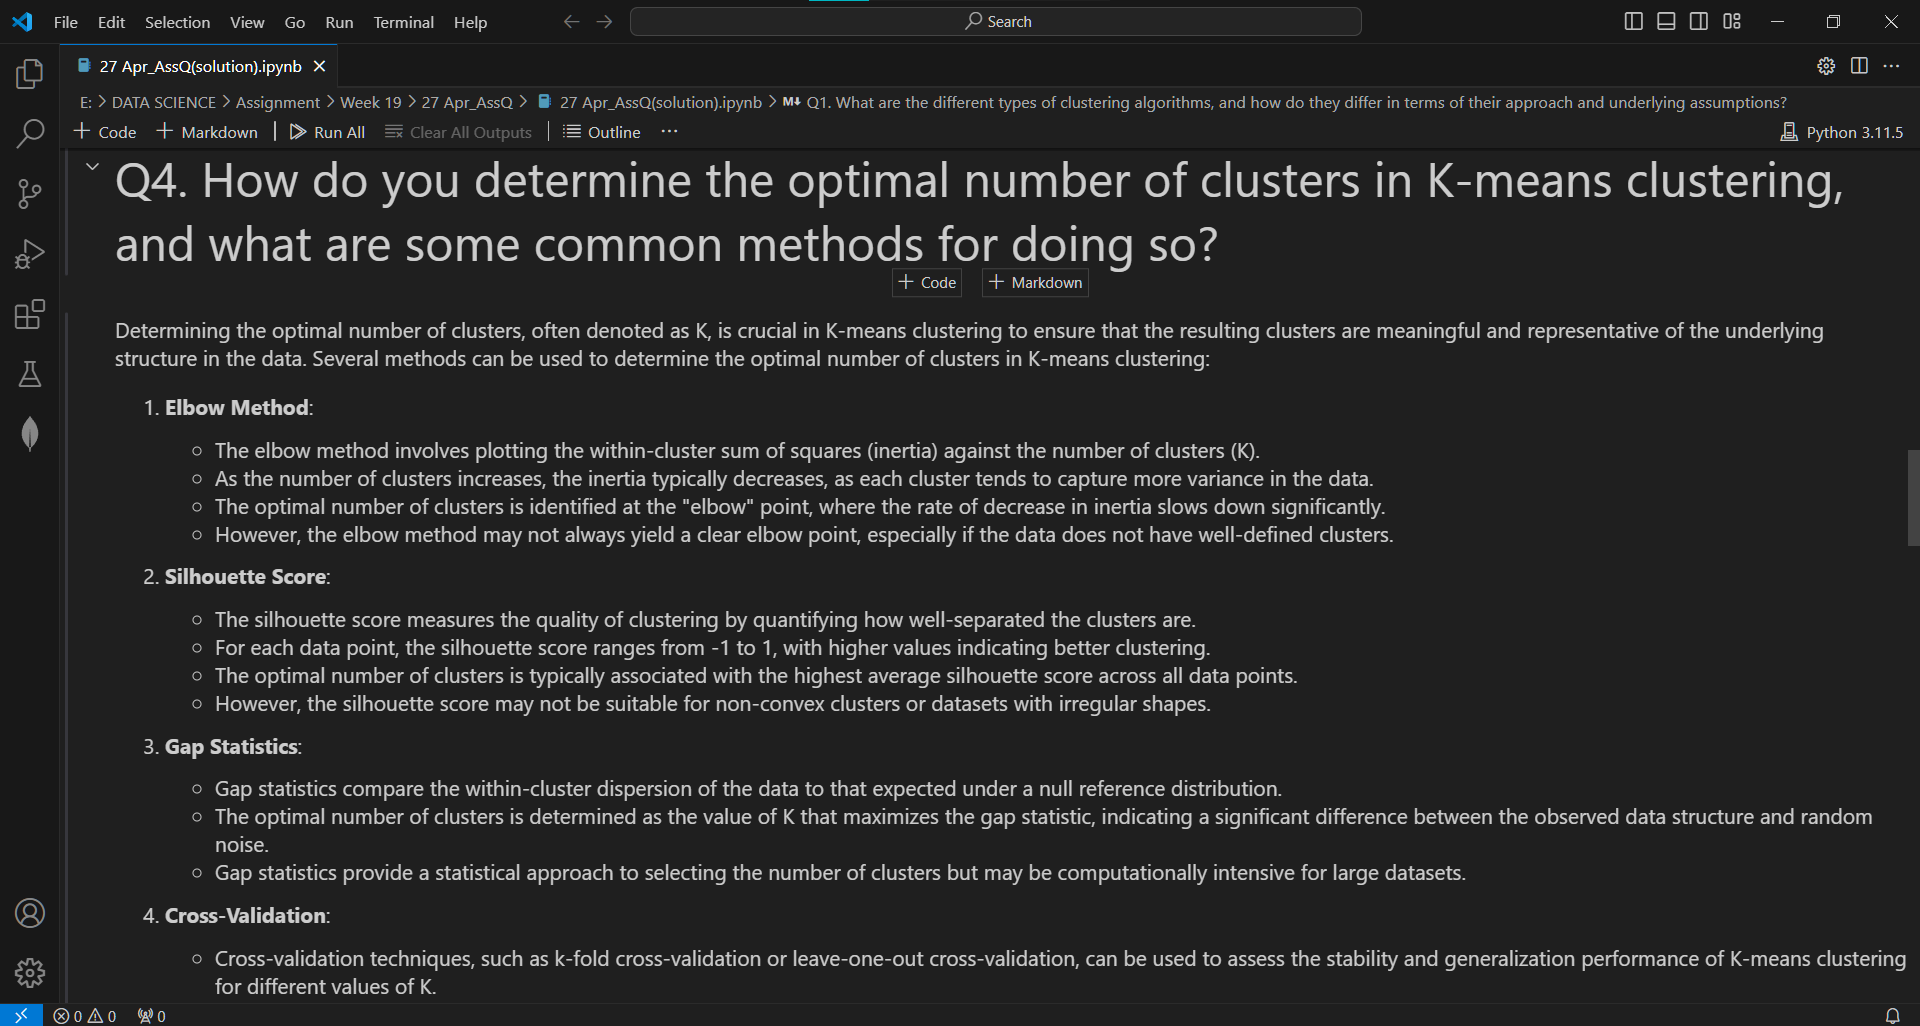 File Edit Selection View Go Run Terminal Help Search
27 Apr_AssQ(solution).ipynb
E: > DATA SCIENCE > Assignment > Week 19 > 27 Apr_AssQ > 27 Apr_AssQ(solution).ipynb > M↓ Q1. What are the different types of clustering algorithms, and how do they differ in terms of their approach and underlying assumptions?
+ Code + Markdown | Run All Clear All Outputs | Outline ... Python 3.11.5
Q4. How do you determine the optimal number of clusters in K-means clustering,
and what are some common methods for doing so?
+ Code + Markdown
Determining the optimal number of clusters, often denoted as K, is crucial in K-means clustering to ensure that the resulting clusters are meaningful and representative of the underlying
structure in the data. Several methods can be used to determine the optimal number of clusters in K-means clustering:
1. Elbow Method:
○ The elbow method involves plotting the within-cluster sum of squares (inertia) against the number of clusters (K).
○ As the number of clusters increases, the inertia typically decreases, as each cluster tends to capture more variance in the data.
○ The optimal number of clusters is identified at the "elbow" point, where the rate of decrease in inertia slows down significantly.
○ However, the elbow method may not always yield a clear elbow point, especially if the data does not have well-defined clusters.
2. Silhouette Score:
○ The silhouette score measures the quality of clustering by quantifying how well-separated the clusters are.
○ For each data point, the silhouette score ranges from -1 to 1, with higher values indicating better clustering.
○ The optimal number of clusters is typically associated with the highest average silhouette score across all data points.
○ However, the silhouette score may not be suitable for non-convex clusters or datasets with irregular shapes.
3. Gap Statistics:
○ Gap statistics compare the within-cluster dispersion of the data to that expected under a null reference distribution.
○ The optimal number of clusters is determined as the value of K that maximizes the gap statistic, indicating a significant difference between the observed data structure and random
noise.
○ Gap statistics provide a statistical approach to selecting the number of clusters but may be computationally intensive for large datasets.
4. Cross-Validation:
○ Cross-validation techniques, such as k-fold cross-validation or leave-one-out cross-validation, can be used to assess the stability and generalization performance of K-means clustering
for different values of K.
0 0 0